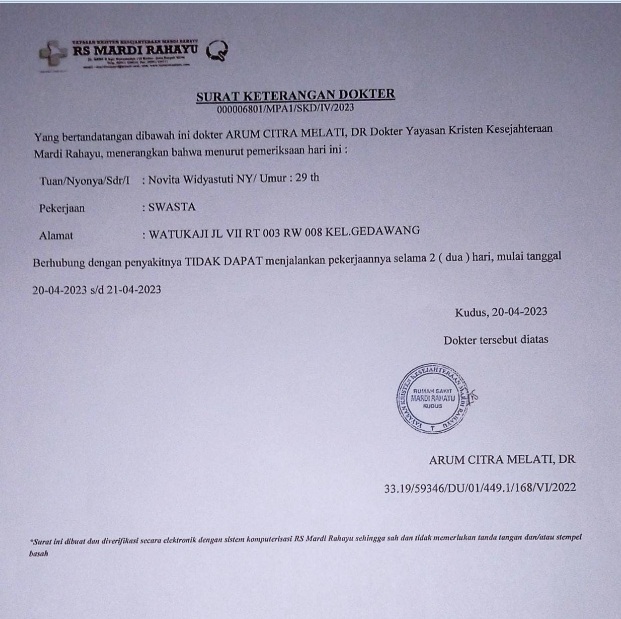 YAYASAN KRISTEN KESEJAHTERAAN MARDI RAHAYU
RS MARDI RAHAYU
SURAT KETERANGAN DOKTER
000006801/MPA1/SKD/IV/2023
Yang bertandatangan dibawah ini dokter ARUM CITRA MELATI, DR Dokter Yayasan Kristen Kesejahteraan
Mardi Rahayu, menerangkan bahwa menurut pemeriksaan hari ini :
Tuan/Nyonya/Sdr/I : Novita Widyastuti NY/ Umur : 29 th
Pekerjaan : SWASTA
Alamat : WATUKAJI JL VII RT 003 RW 008 KEL.GEDAWANG
Berhubung dengan penyakitnya TIDAK DAPAT menjalankan pekerjaannya selama 2 ( dua ) hari, mulai tanggal
20-04-2023 s/d 21-04-2023
Kudus, 20-04-2023
Dokter tersebut diatas
YAYASAN KRISTEN KESEJAHTERAAN MARDI RAHAYU
RUMAH SAKIT
MARDI RAHAYU
KUDUS
ARUM CITRA MELATI, DR
33.19/59346/DU/01/449.1/168/VI/2022
*Surat ini dibuat dan diverifikasi secara elektronik dengan sistem komputerisasi RS Mardi Rahayu sehingga sah dan tidak memerlukan tanda tangan dan/atau stempel
basah